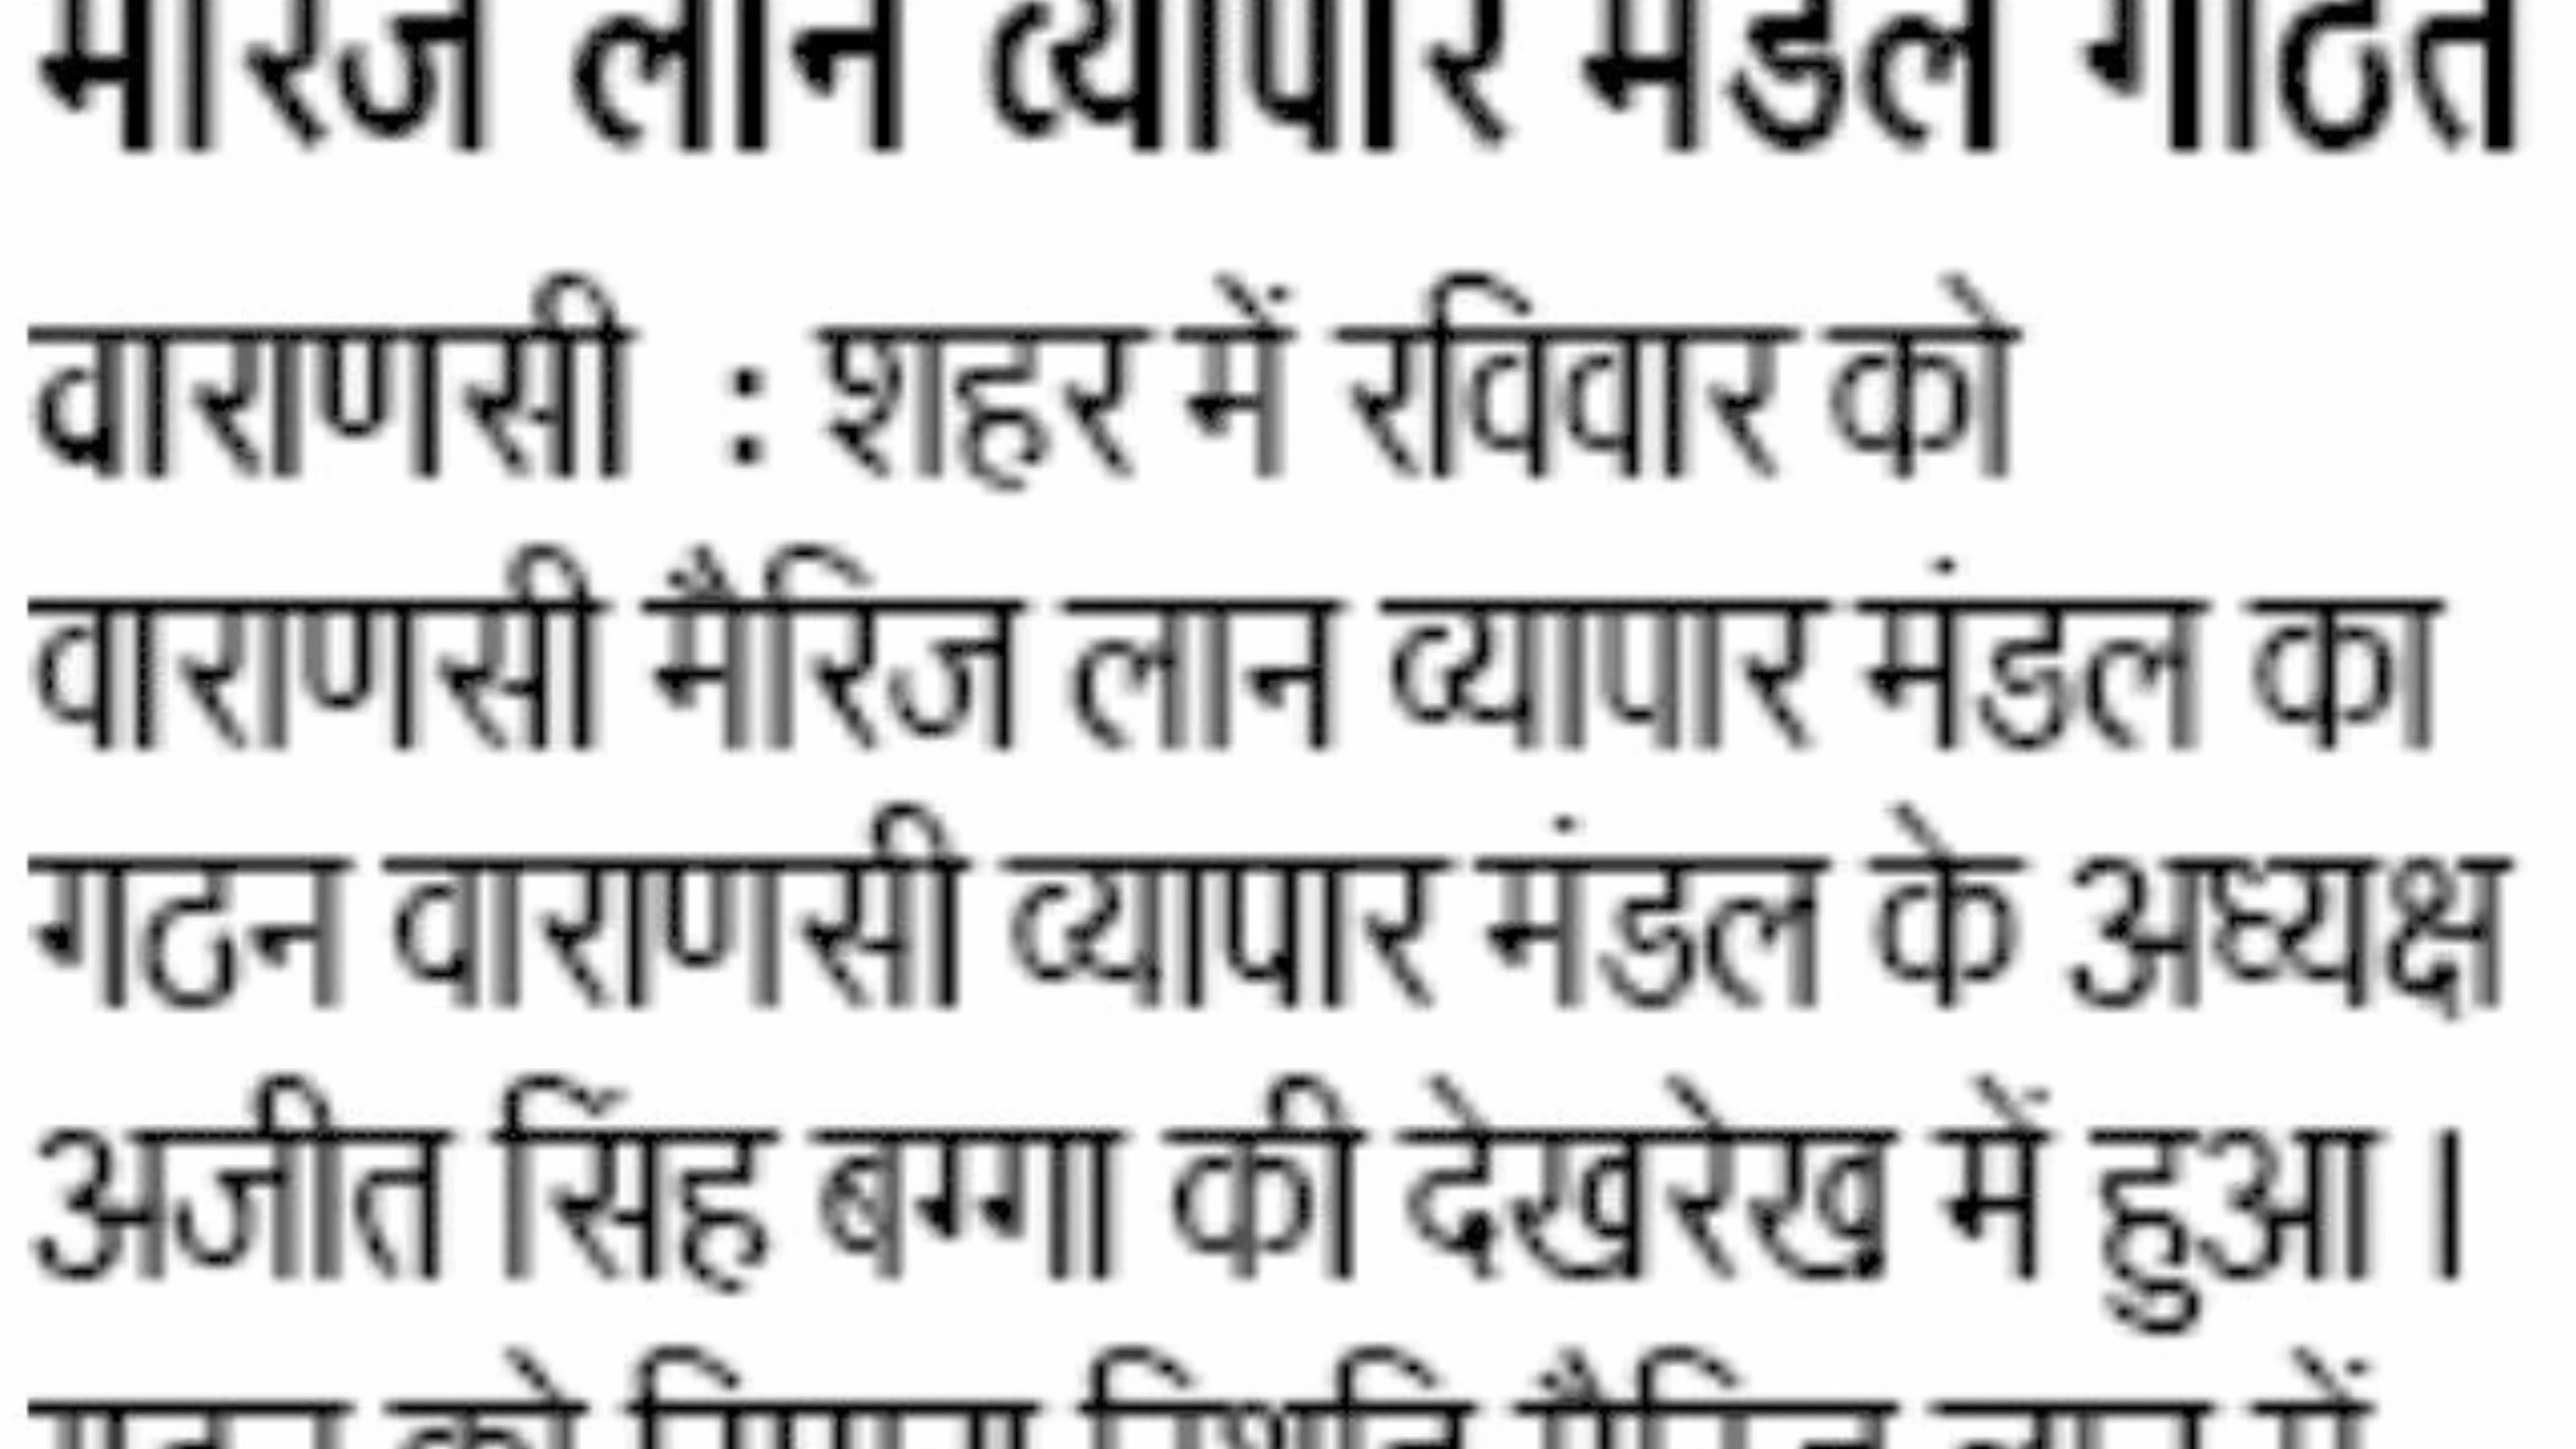 मैरिज लान व्यापार मंडल गठित
वाराणसी : शहर में रविवार को
वाराणसी मैरिज लान व्यापार मंडल का
गठन वाराणसी व्यापार मंडल के अध्यक्ष
अजीत सिंह बग्गा की देखरेख में हुआ।